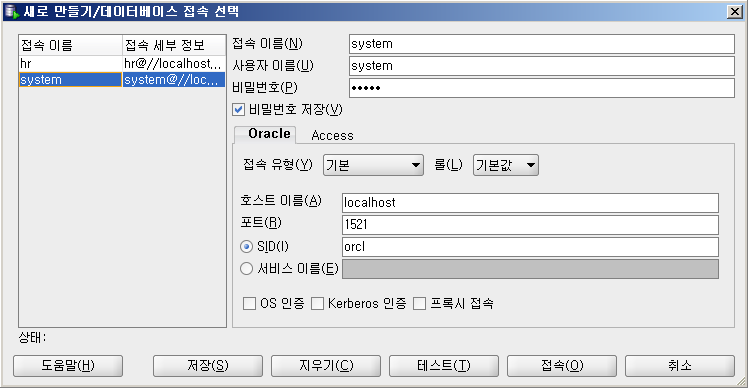 새로 만들기/데이터베이스 접속 선택
접속 이름 접속 세부 정보
hr hr@//localhost,...
system system@//loc...
접속 이름(N) system
사용자 이름(U) system
비밀번호(P) •••••
비밀번호 저장(V)
Oracle Access
접속 유형(Y) 기본 롤(L) 기본값
호스트 이름(A) localhost
포트(R) 1521
SID(I) orcl
서비스 이름(E)
OS 인증 Kerberos 인증 프록시 접속
상태:
도움말(H) 저장(S) 지우기(C) 테스트(T) 접속(O) 취소